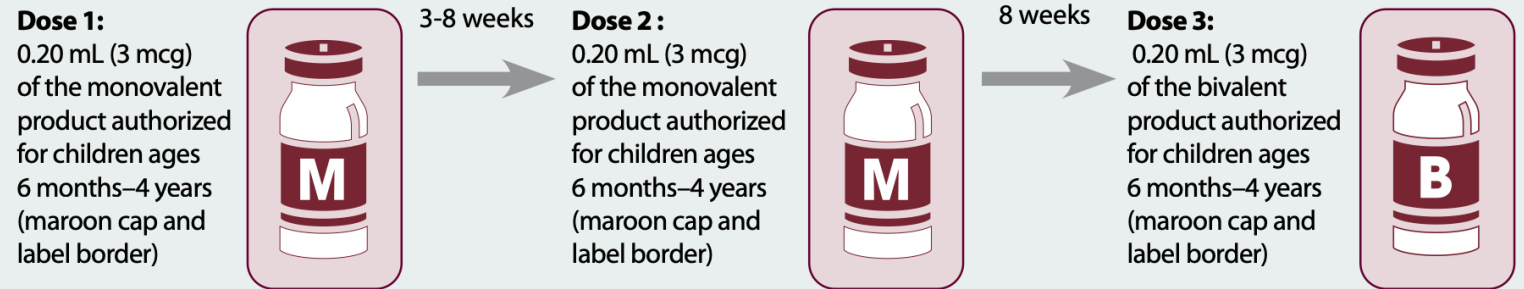 Dose 1:
0.20 mL (3 mcg)
of the monovalent
product authorized
for children ages
6 months–4 years
(maroon cap and
label border)
M
3-8 weeks
Dose 2 :
0.20 mL (3 mcg)
of the monovalent
product authorized
for children ages
6 months–4 years
(maroon cap and
label border)
M
8 weeks
Dose 3:
0.20 mL (3 mcg)
of the bivalent
product authorized
for children ages
6 months–4 years
(maroon cap and
label border)
B